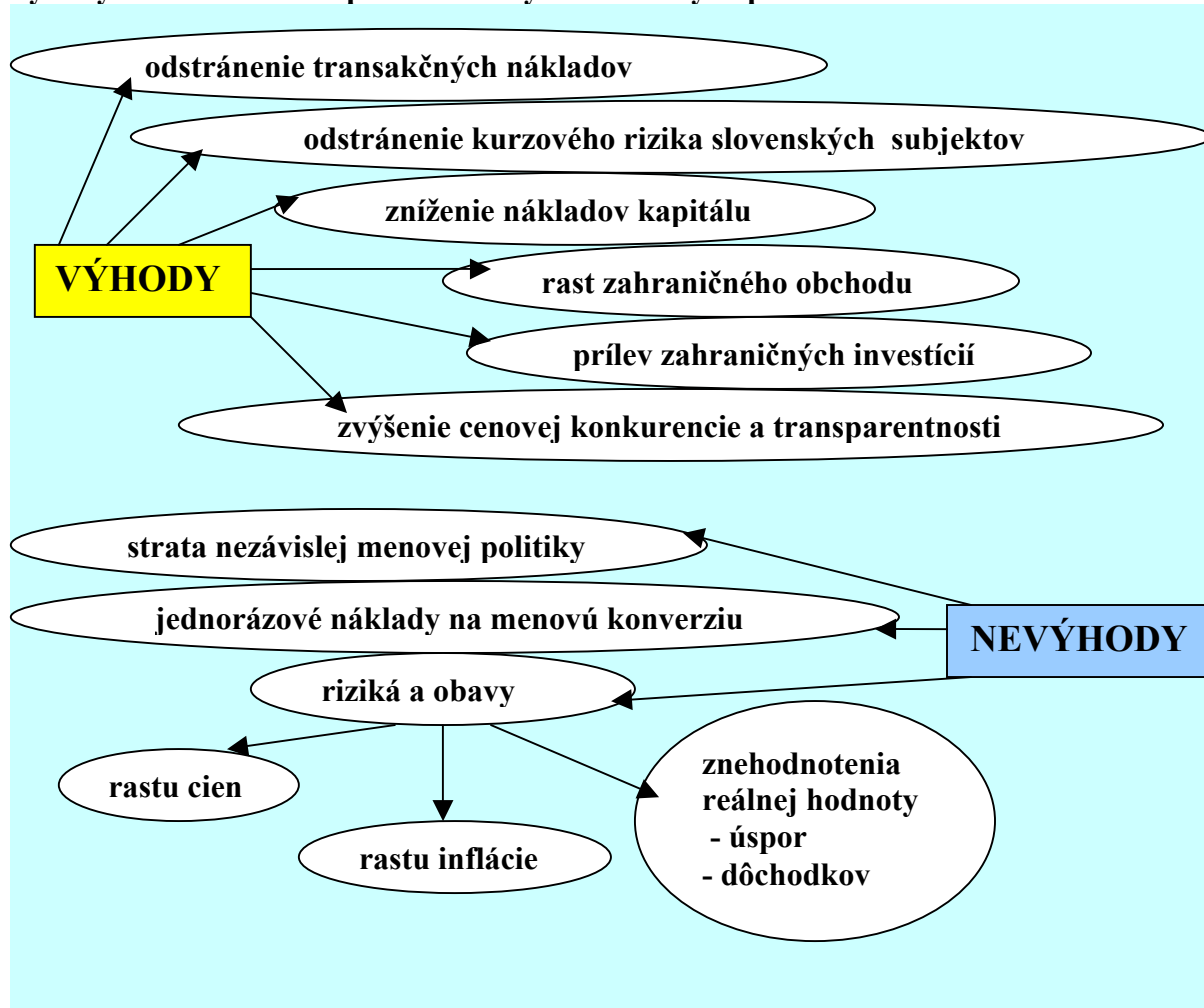 odstránenie transakčných nákladov
odstránenie kurzového rizika slovenských subjektov
zníženie nákladov kapitálu
VÝHODY
rast zahraničného obchodu
prílev zahraničných investícií
zvýšenie cenovej konkurencie a transparentnosti
strata nezávislej menovej politiky
jednorázové náklady na menovú konverziu
NEVÝHODY
riziká a obavy
rastu cien
rastu inflácie
znehodnotenia
reálnej hodnoty
- úspor
- dôchodkov